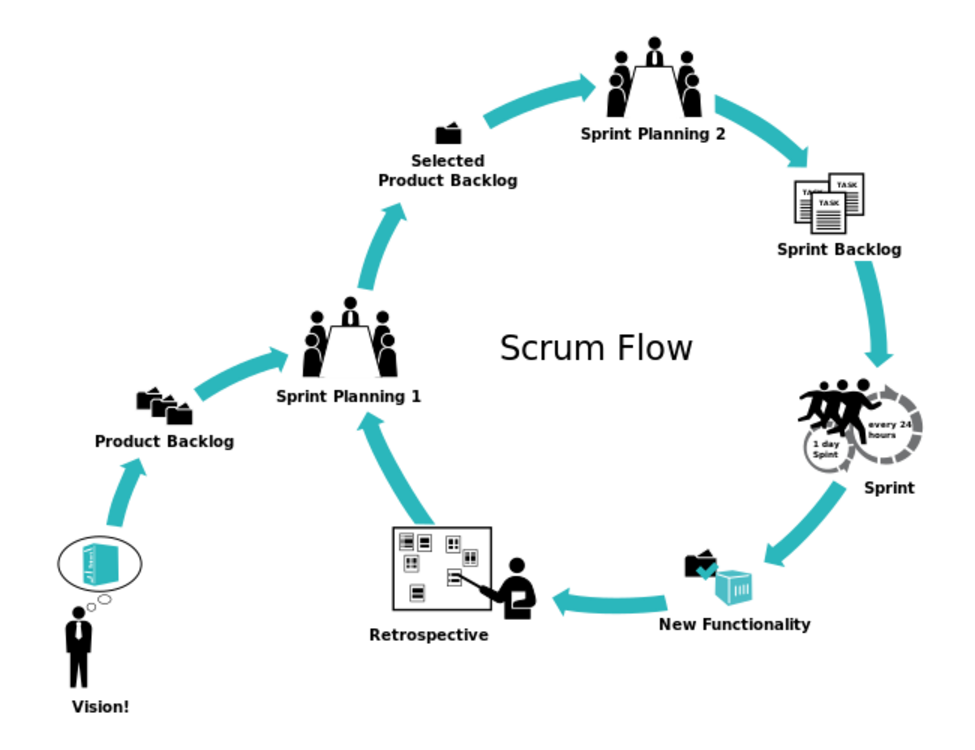 Sprint Planning 2
Selected
Product Backlog
TASK
TASK
Sprint Backlog
Scrum Flow
Sprint Planning 1
every 24
hours
1 day
Spint
Product Backlog
Sprint
New Functionality
Retrospective
Vision!